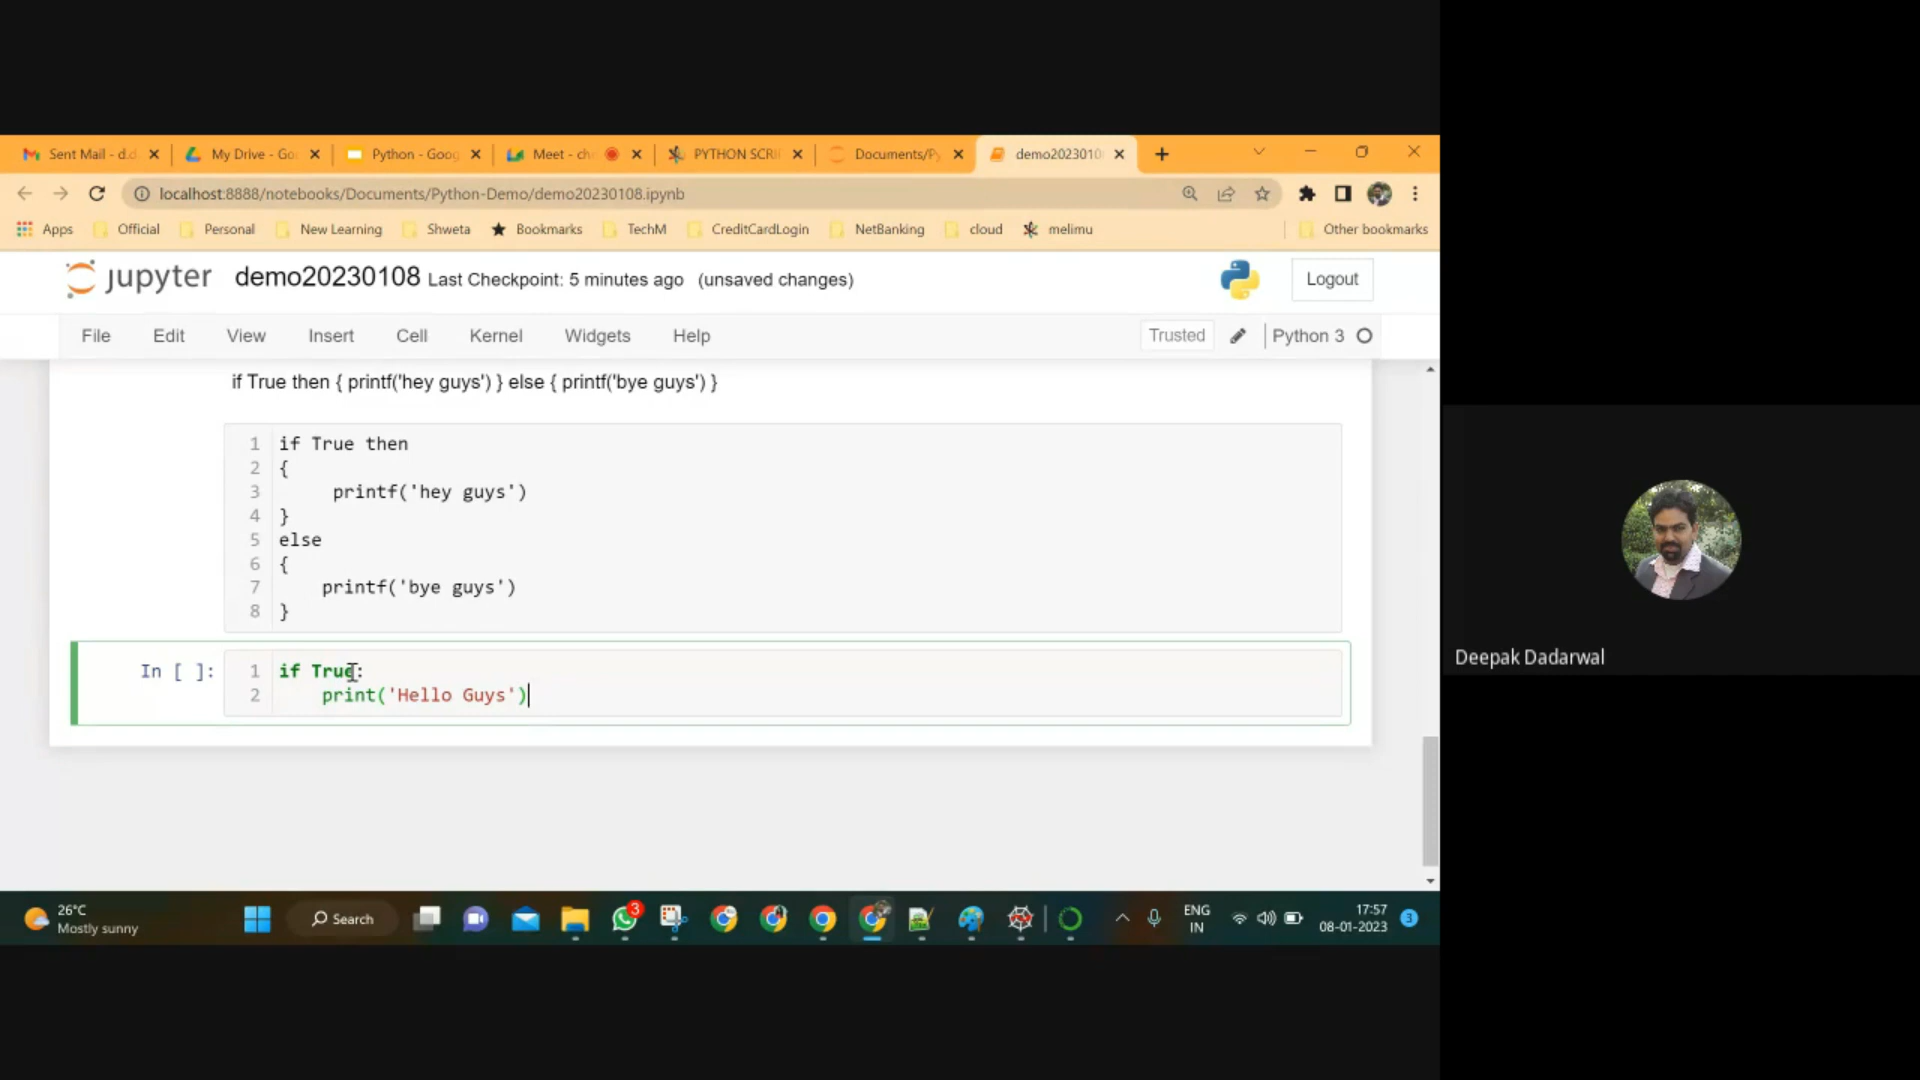 Sent Mail - d.d
My Drive - Go
Python - Goog
Meet - ch
PYTHON SCRI
Documents/Py
demo2023010
localhost:8888/notebooks/Documents/Python-Demo/demo20230108.ipynb
Apps
Official
Personal
New Learning
Shweta
Bookmarks
TechM
CreditCardLogin
NetBanking
cloud
melimu
Other bookmarks
jupyter demo20230108 Last Checkpoint: 5 minutes ago (unsaved changes)
Logout
File Edit View Insert Cell Kernel Widgets Help
Trusted
Python 3
if True then { printf('hey guys') } else { printf('bye guys') }
1 if True then
2 {
3 printf('hey guys')
4 }
5 else
6 {
7 printf('bye guys')
8 }
In [ ]: 1 if True:
2 print('Hello Guys')
Deepak Dadarwal
26°C
Mostly sunny
Search
3
ENG
IN
17:57
08-01-2023
3